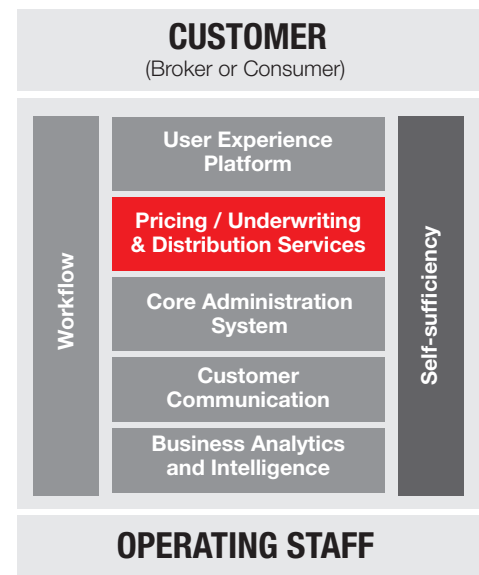 CUSTOMER
(Broker or Consumer)
Workflow
User Experience
Platform
Pricing / Underwriting
& Distribution Services
Core Administration
System
Customer
Communication
Business Analytics
and Intelligence
Self-sufficiency
OPERATING STAFF